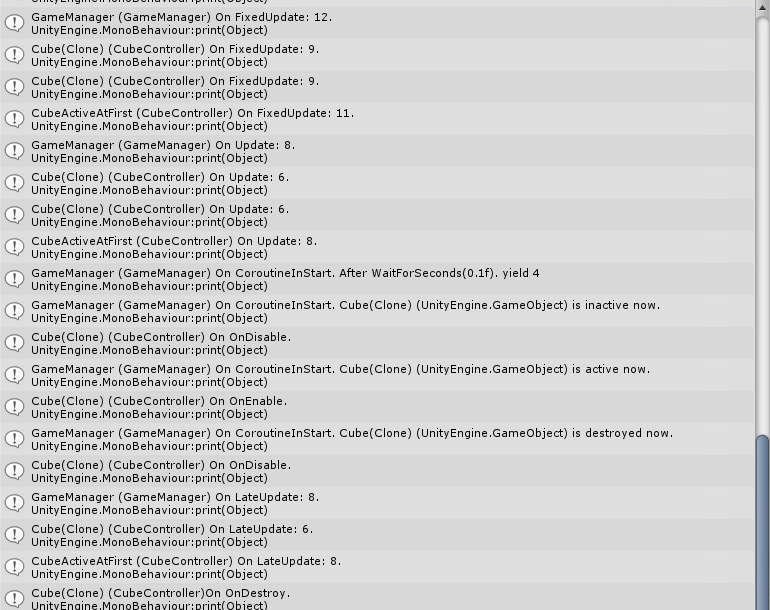 GameManager (GameManager) On FixedUpdate: 12.
UnityEngine.MonoBehaviour:print(Object)
Cube(Clone) (CubeController) On FixedUpdate: 9.
UnityEngine.MonoBehaviour:print(Object)
Cube(Clone) (CubeController) On FixedUpdate: 9.
UnityEngine.MonoBehaviour:print(Object)
CubeActiveAtFirst (CubeController) On FixedUpdate: 11.
UnityEngine.MonoBehaviour:print(Object)
GameManager (GameManager) On Update: 8.
UnityEngine.MonoBehaviour:print(Object)
Cube(Clone) (CubeController) On Update: 6.
UnityEngine.MonoBehaviour:print(Object)
Cube(Clone) (CubeController) On Update: 6.
UnityEngine.MonoBehaviour:print(Object)
CubeActiveAtFirst (CubeController) On Update: 8.
UnityEngine.MonoBehaviour:print(Object)
GameManager (GameManager) On CoroutineInStart. After WaitForSeconds(0.1f). yield 4
UnityEngine.MonoBehaviour:print(Object)
GameManager (GameManager) On CoroutineInStart. Cube(Clone) (UnityEngine.GameObject) is inactive now.
UnityEngine.MonoBehaviour:print(Object)
Cube(Clone) (CubeController) On OnDisable.
UnityEngine.MonoBehaviour:print(Object)
GameManager (GameManager) On CoroutineInStart. Cube(Clone) (UnityEngine.GameObject) is active now.
UnityEngine.MonoBehaviour:print(Object)
Cube(Clone) (CubeController) On OnEnable.
UnityEngine.MonoBehaviour:print(Object)
GameManager (GameManager) On CoroutineInStart. Cube(Clone) (UnityEngine.GameObject) is destroyed now.
UnityEngine.MonoBehaviour:print(Object)
Cube(Clone) (CubeController) On OnDisable.
UnityEngine.MonoBehaviour:print(Object)
GameManager (GameManager) On LateUpdate: 8.
UnityEngine.MonoBehaviour:print(Object)
Cube(Clone) (CubeController) On LateUpdate: 6.
UnityEngine.MonoBehaviour:print(Object)
CubeActiveAtFirst (CubeController) On LateUpdate: 8.
UnityEngine.MonoBehaviour:print(Object)
Cube(Clone) (CubeController)On OnDestroy.
UnityEngine.MonoBehaviour:print(Object)